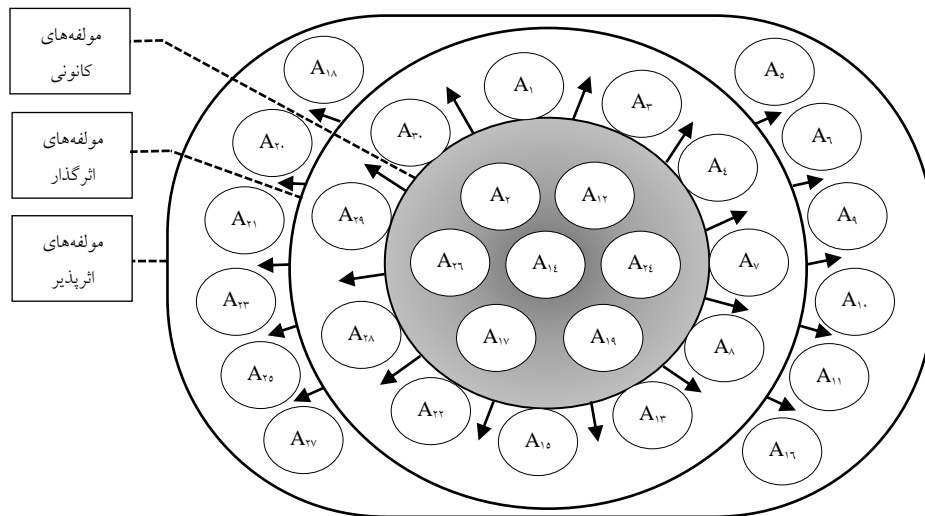 مولفه‌های
کانونی
مولفه‌های
اثرگذار
مولفه‌های
اثرپذیر
A۱۸
A۵
A۱
A۳
A۳۰
A۶
A۲۰
A۴
A۲
A۱۲
A۲۹
A۹
A۲۱
A۲۶
A۱۴
A۲۴
A۷
A۲۳
A۱۰
A۲۸
A۱۷
A۱۹
A۸
A۲۵
A۱۱
A۲۲
A۱۳
A۲۷
A۱۵
A۱۶